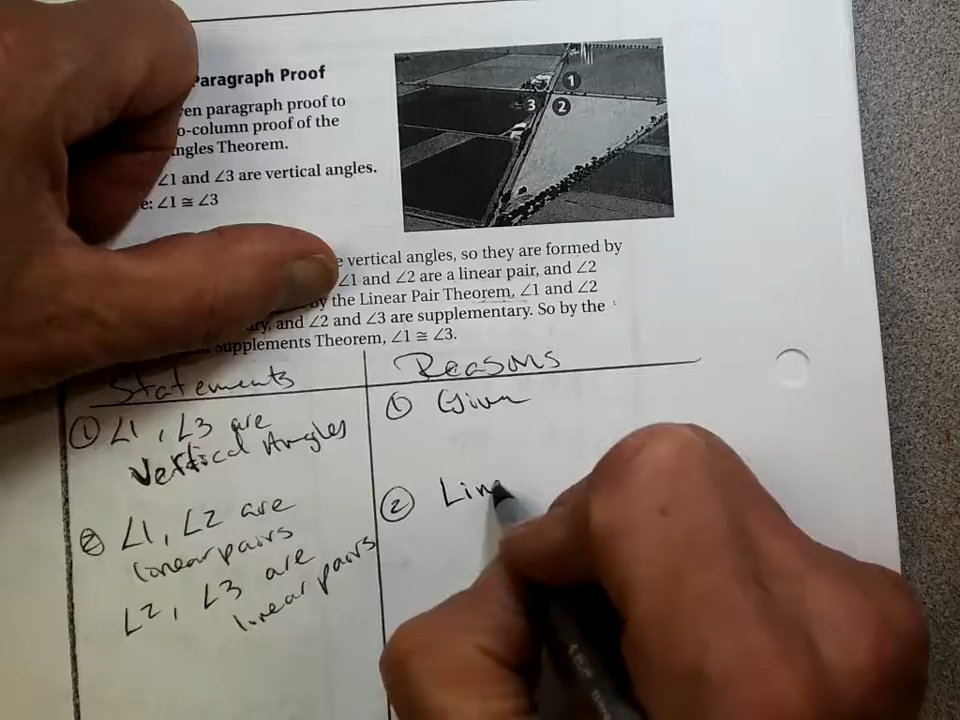 Paragraph Proof
en paragraph proof to
o-column proof of the
ngles Theorem.
∠1 and ∠3 are vertical angles.
e: ∠1 ≅ ∠3
1
3 2
e vertical angles, so they are formed by
∠1 and ∠2 are a linear pair, and ∠2
by the Linear Pair Theorem, ∠1 and ∠2
ary, and ∠2 and ∠3 are supplementary. So by the
upplements Theorem, ∠1 ≅ ∠3.
Statements Reasons
① ∠1, ∠3 are ① Given
Vertical Angles
② ∠1, ∠2 are ② Lin
linear pairs
∠2, ∠3 are
linear pairs